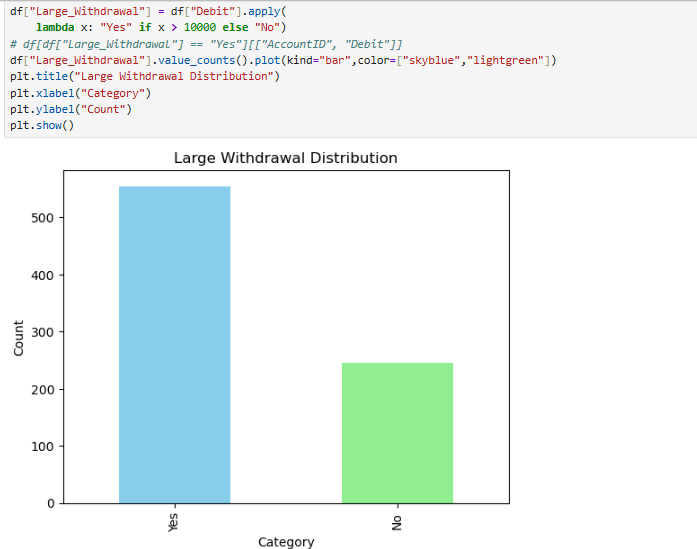 df["Large_Withdrawal"] = df["Debit"].apply(
    lambda x: "Yes" if x > 10000 else "No")
# df[df["Large_Withdrawal"] == "Yes"][["AccountID", "Debit"]]
df["Large_Withdrawal"].value_counts().plot(kind="bar",color=["skyblue","lightgreen"])
plt.title("Large Withdrawal Distribution")
plt.xlabel("Category")
plt.ylabel("Count")
plt.show()
Large Withdrawal Distribution
500
400
300
200
100
0
Count
Yes
No
Category